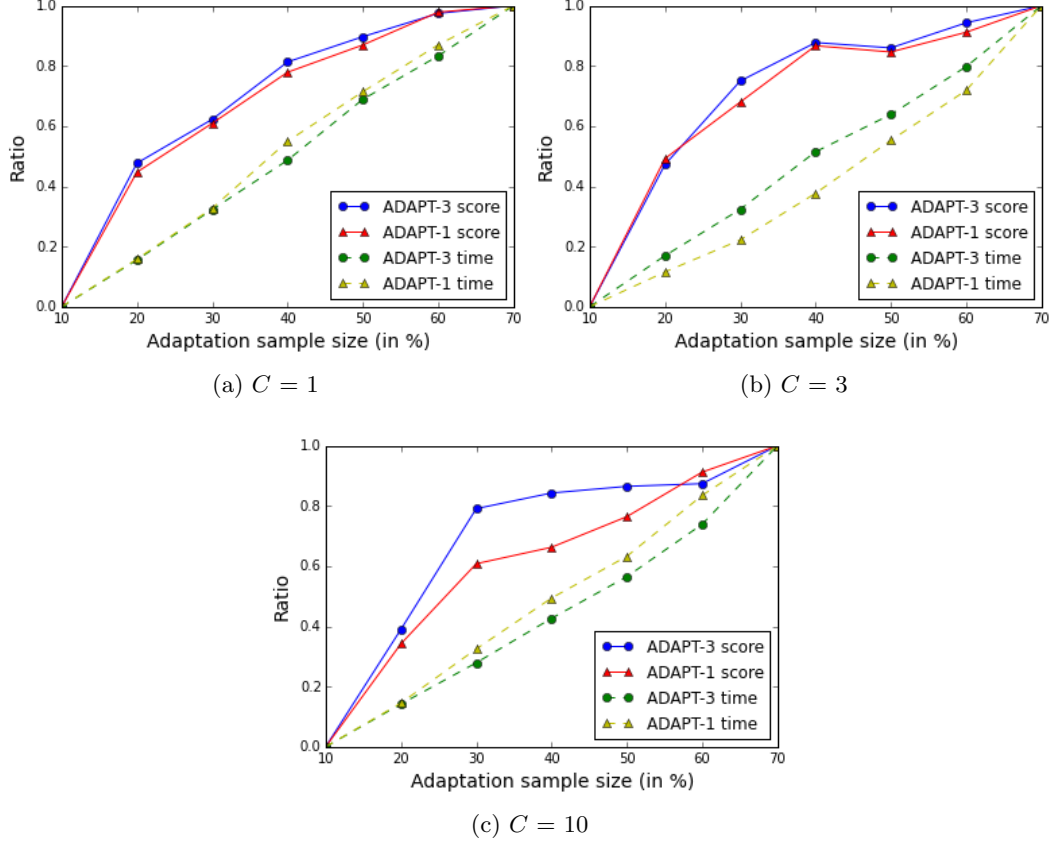 1.0
0.8
0.6
0.4
0.2
0.0
Ratio
10 20 30 40 50 60 70
Adaptation sample size (in %)
ADAPT-3 score
ADAPT-1 score
ADAPT-3 time
ADAPT-1 time
(a) C = 1
1.0
0.8
0.6
0.4
0.2
0.0
Ratio
10 20 30 40 50 60 70
Adaptation sample size (in %)
ADAPT-3 score
ADAPT-1 score
ADAPT-3 time
ADAPT-1 time
(b) C = 3
1.0
0.8
0.6
0.4
0.2
0.0
Ratio
10 20 30 40 50 60 70
Adaptation sample size (in %)
ADAPT-3 score
ADAPT-1 score
ADAPT-3 time
ADAPT-1 time
(c) C = 10